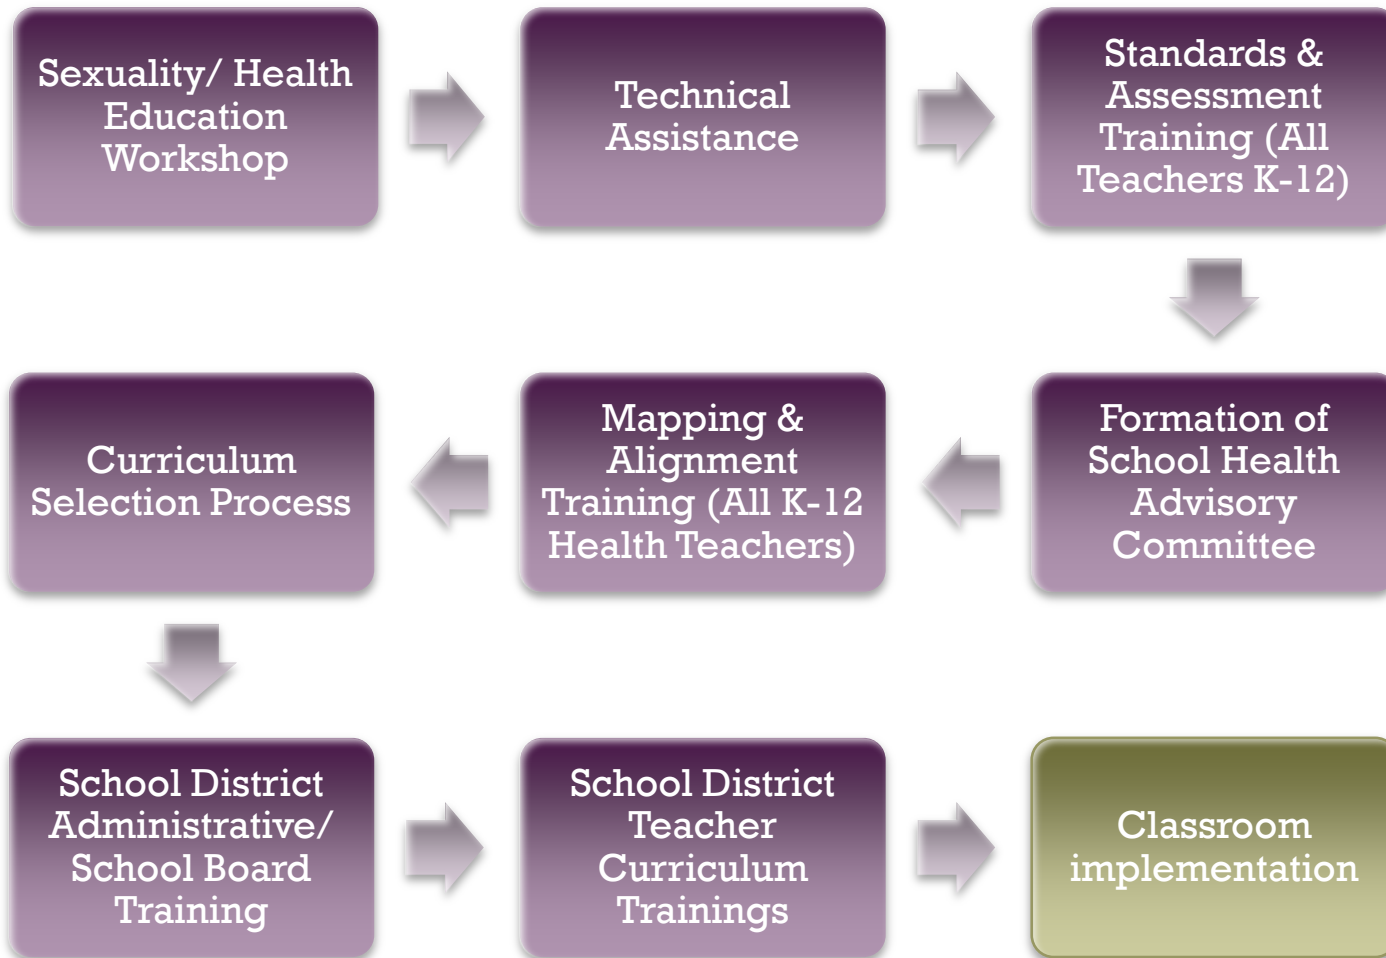 Sexuality/ Health
Education
Workshop
Technical
Assistance
Standards &
Assessment
Training (All
Teachers K-12)
Formation of
School Health
Advisory
Committee
Mapping &
Alignment
Training (All K-12
Health Teachers)
Curriculum
Selection Process
School District
Administrative/
School Board
Training
School District
Teacher
Curriculum
Trainings
Classroom
implementation